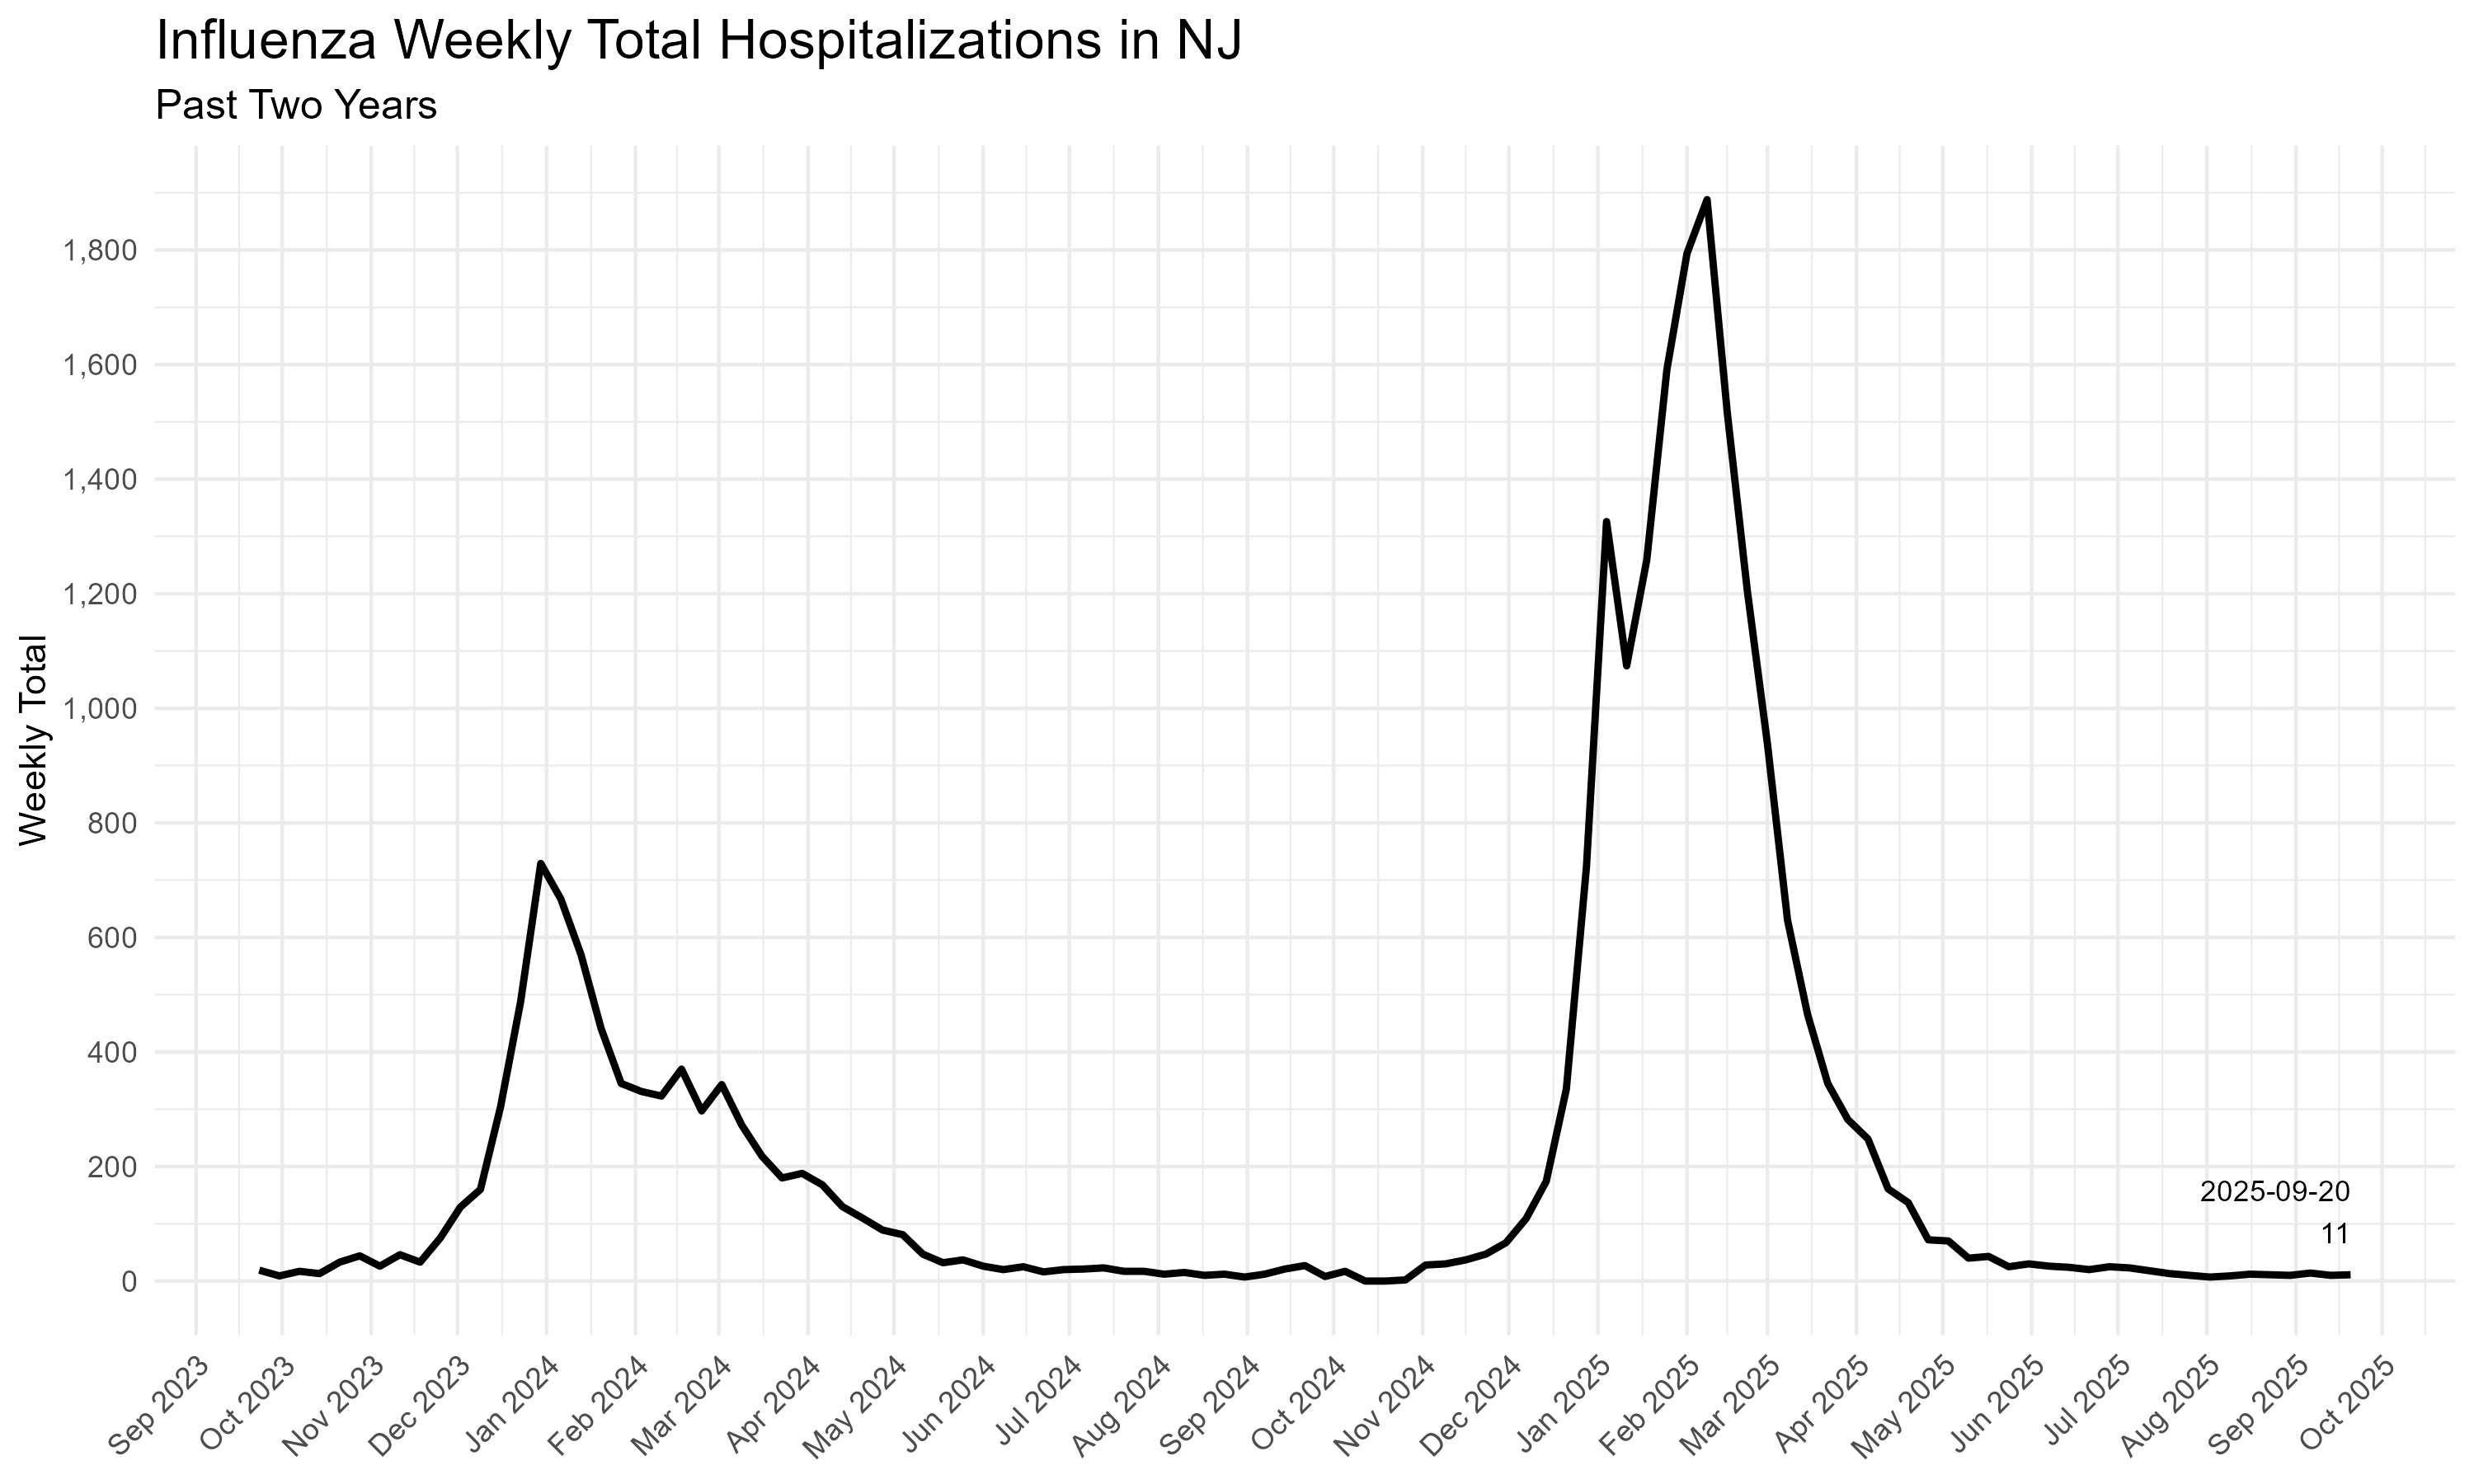 Influenza Weekly Total Hospitalizations in NJ
Past Two Years
Weekly Total
1,800
1,600
1,400
1,200
1,000
800
600
400
200
0
2025-09-20
11
Sep 2023
Oct 2023
Nov 2023
Dec 2023
Jan 2024
Feb 2024
Mar 2024
Apr 2024
May 2024
Jun 2024
Jul 2024
Aug 2024
Sep 2024
Oct 2024
Nov 2024
Dec 2024
Jan 2025
Feb 2025
Mar 2025
Apr 2025
May 2025
Jun 2025
Jul 2025
Aug 2025
Sep 2025
Oct 2025